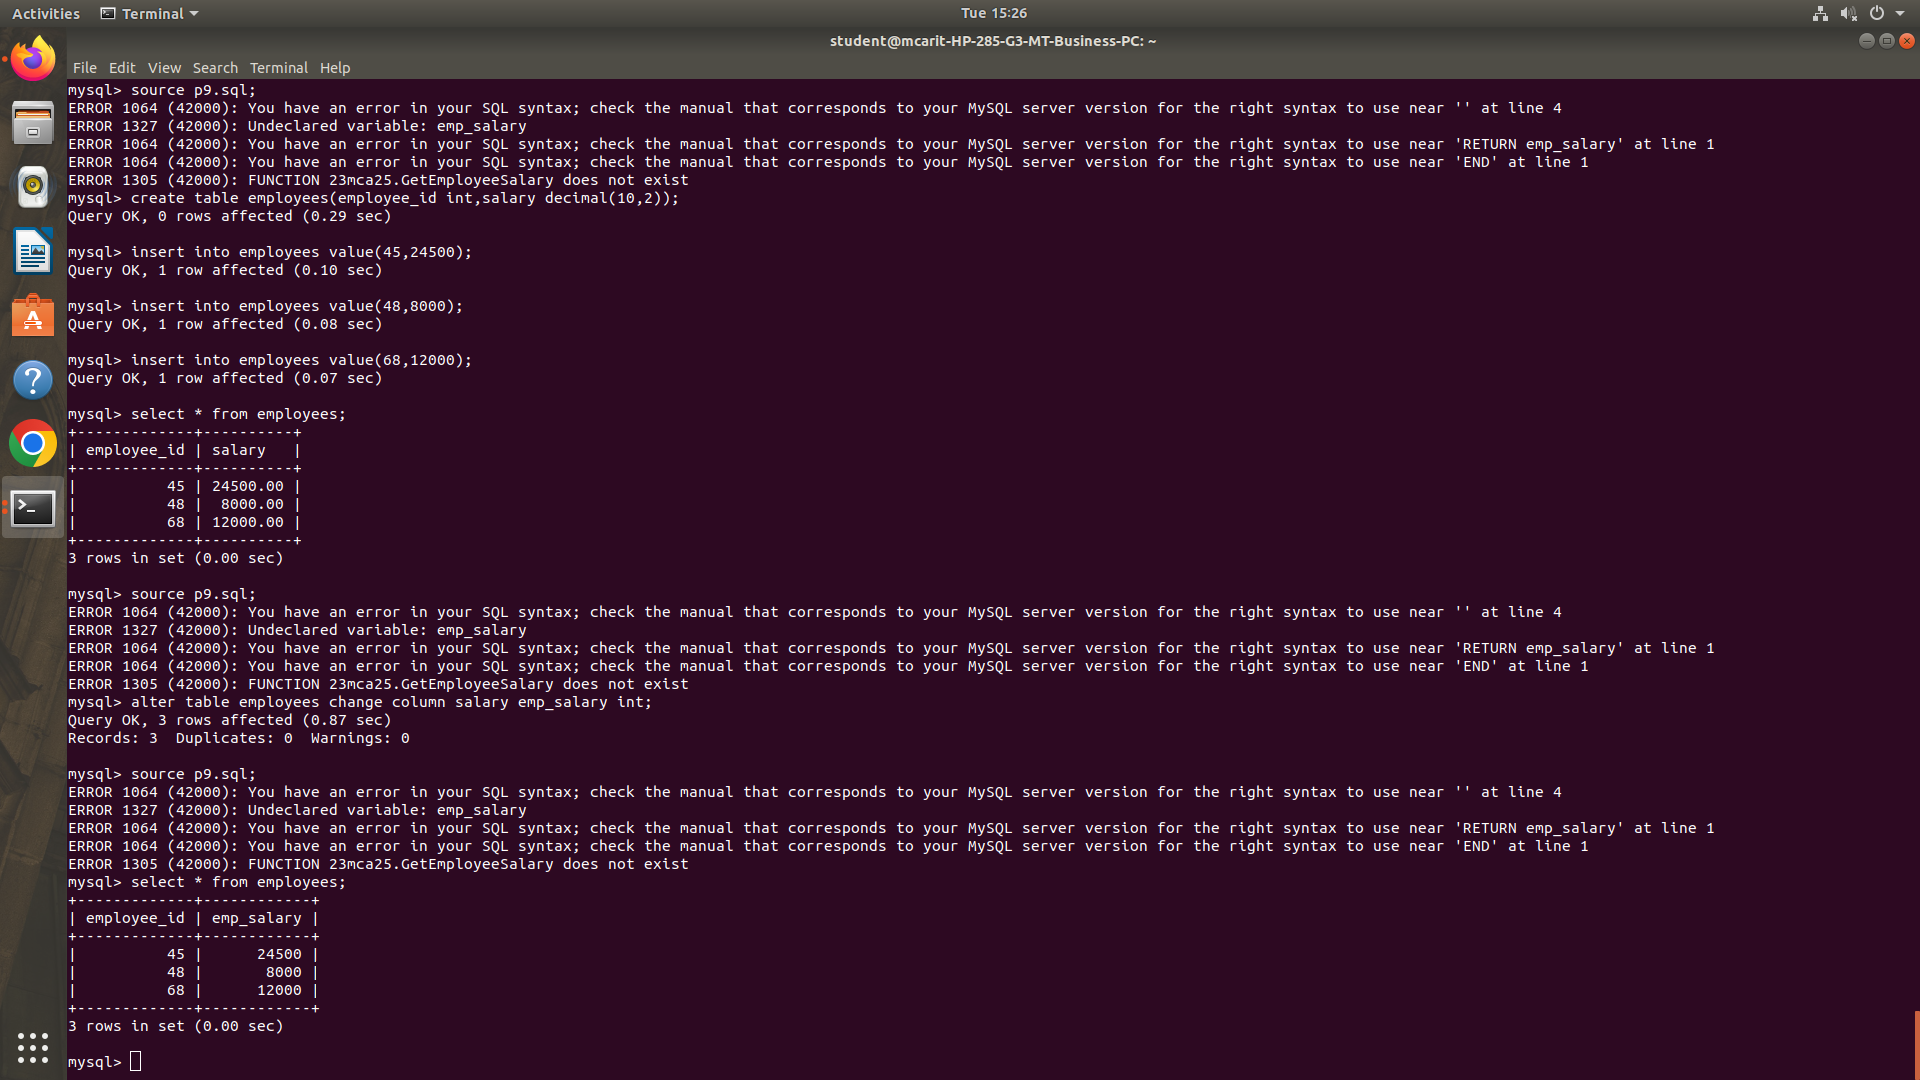 Activities Terminal Tue 15:26
student@mcarit-HP-285-G3-MT-Business-PC: ~
File Edit View Search Terminal Help
mysql> source p9.sql;
ERROR 1064 (42000): You have an error in your SQL syntax; check the manual that corresponds to your MySQL server version for the right syntax to use near '' at line 4
ERROR 1327 (42000): Undeclared variable: emp_salary
ERROR 1064 (42000): You have an error in your SQL syntax; check the manual that corresponds to your MySQL server version for the right syntax to use near 'RETURN emp_salary' at line 1
ERROR 1064 (42000): You have an error in your SQL syntax; check the manual that corresponds to your MySQL server version for the right syntax to use near 'END' at line 1
ERROR 1305 (42000): FUNCTION 23mca25.GetEmployeeSalary does not exist
mysql> create table employees(employee_id int,salary decimal(10,2));
Query OK, 0 rows affected (0.29 sec)

mysql> insert into employees value(45,24500);
Query OK, 1 row affected (0.10 sec)

mysql> insert into employees value(48,8000);
Query OK, 1 row affected (0.08 sec)

mysql> insert into employees value(68,12000);
Query OK, 1 row affected (0.07 sec)

mysql> select * from employees;
+-------------+----------+
| employee_id | salary   |
+-------------+----------+
|          45 | 24500.00 |
|          48 |  8000.00 |
|          68 | 12000.00 |
+-------------+----------+
3 rows in set (0.00 sec)

mysql> source p9.sql;
ERROR 1064 (42000): You have an error in your SQL syntax; check the manual that corresponds to your MySQL server version for the right syntax to use near '' at line 4
ERROR 1327 (42000): Undeclared variable: emp_salary
ERROR 1064 (42000): You have an error in your SQL syntax; check the manual that corresponds to your MySQL server version for the right syntax to use near 'RETURN emp_salary' at line 1
ERROR 1064 (42000): You have an error in your SQL syntax; check the manual that corresponds to your MySQL server version for the right syntax to use near 'END' at line 1
ERROR 1305 (42000): FUNCTION 23mca25.GetEmployeeSalary does not exist
mysql> alter table employees change column salary emp_salary int;
Query OK, 3 rows affected (0.87 sec)
Records: 3  Duplicates: 0  Warnings: 0

mysql> source p9.sql;
ERROR 1064 (42000): You have an error in your SQL syntax; check the manual that corresponds to your MySQL server version for the right syntax to use near '' at line 4
ERROR 1327 (42000): Undeclared variable: emp_salary
ERROR 1064 (42000): You have an error in your SQL syntax; check the manual that corresponds to your MySQL server version for the right syntax to use near 'RETURN emp_salary' at line 1
ERROR 1064 (42000): You have an error in your SQL syntax; check the manual that corresponds to your MySQL server version for the right syntax to use near 'END' at line 1
ERROR 1305 (42000): FUNCTION 23mca25.GetEmployeeSalary does not exist
mysql> select * from employees;
+-------------+------------+
| employee_id | emp_salary |
+-------------+------------+
|          45 |      24500 |
|          48 |       8000 |
|          68 |      12000 |
+-------------+------------+
3 rows in set (0.00 sec)

mysql>